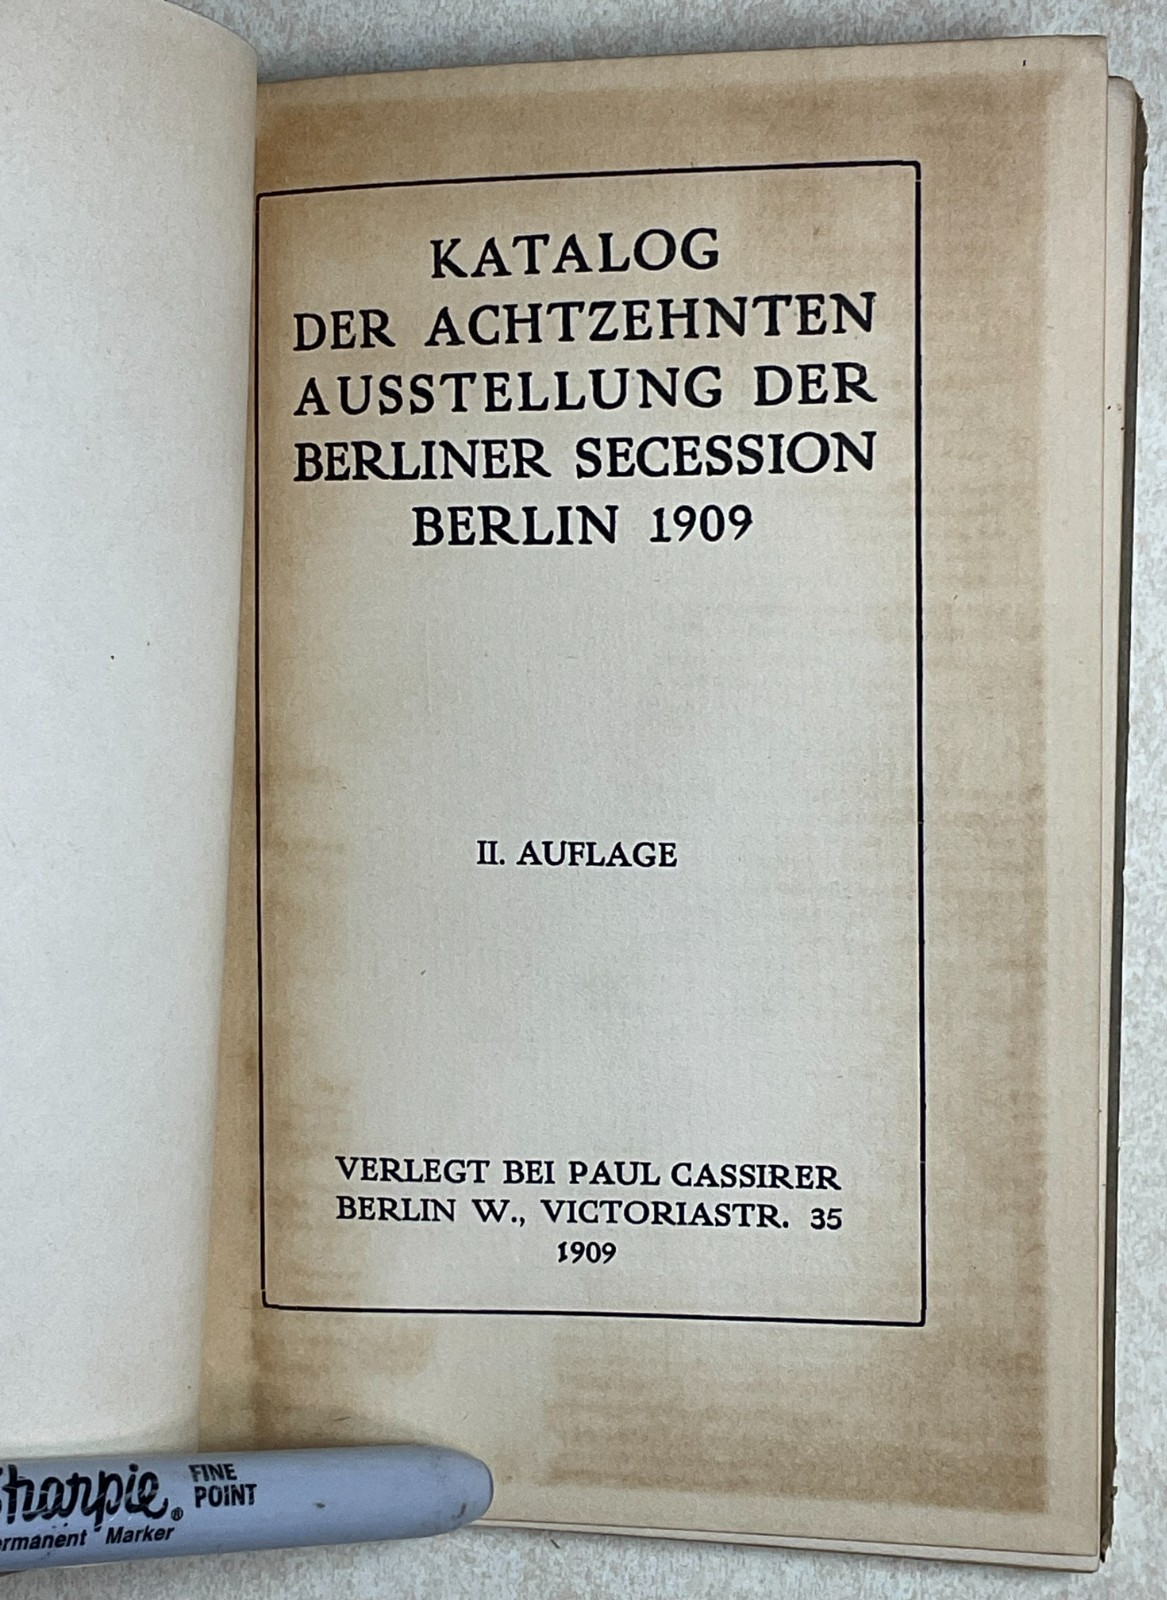 KATALOG
DER ACHTZEHNTEN
AUSSTELLUNG DER
BERLINER SECESSION
BERLIN 1909
II. AUFLAGE
VERLEGT BEI PAUL CASSIRER
BERLIN W., VICTORIASTR. 35
1909
Sharpie® FINE POINT
ermanent Marker